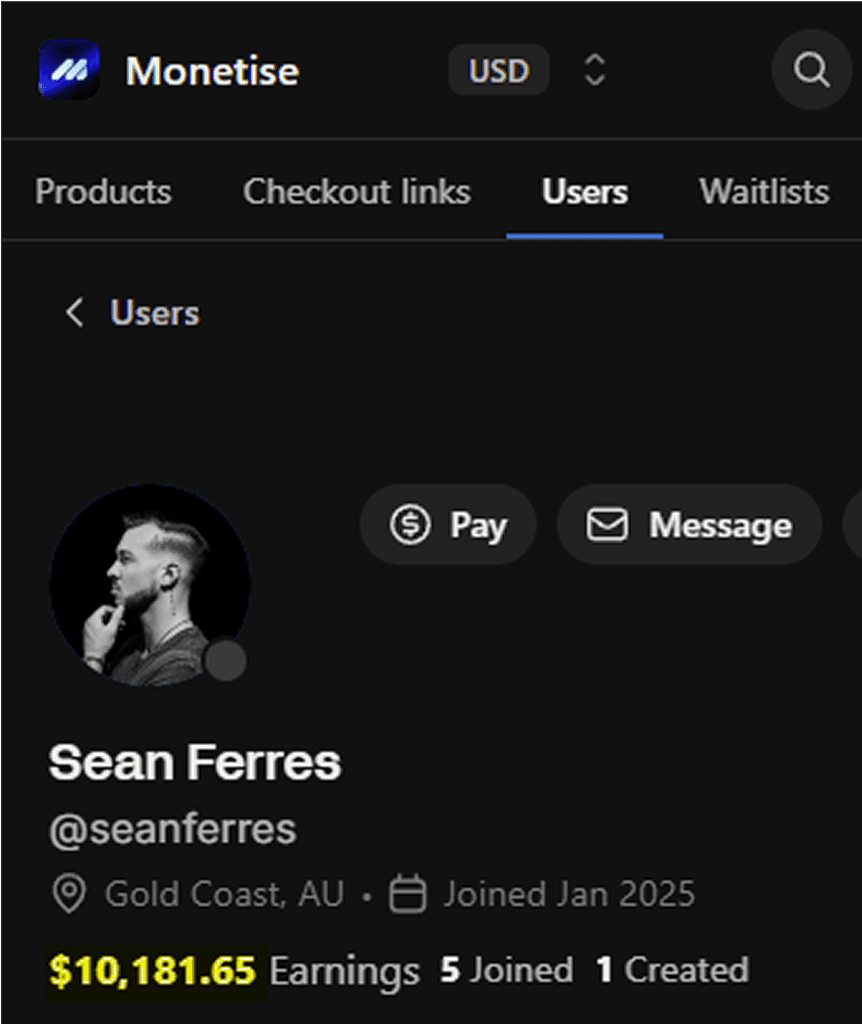 Monetise USD
Products Checkout links Users Waitlists
Users
Pay Message
Sean Ferres
@seanferres
Gold Coast, AU • Joined Jan 2025
$10,181.65 Earnings 5 Joined 1 Created